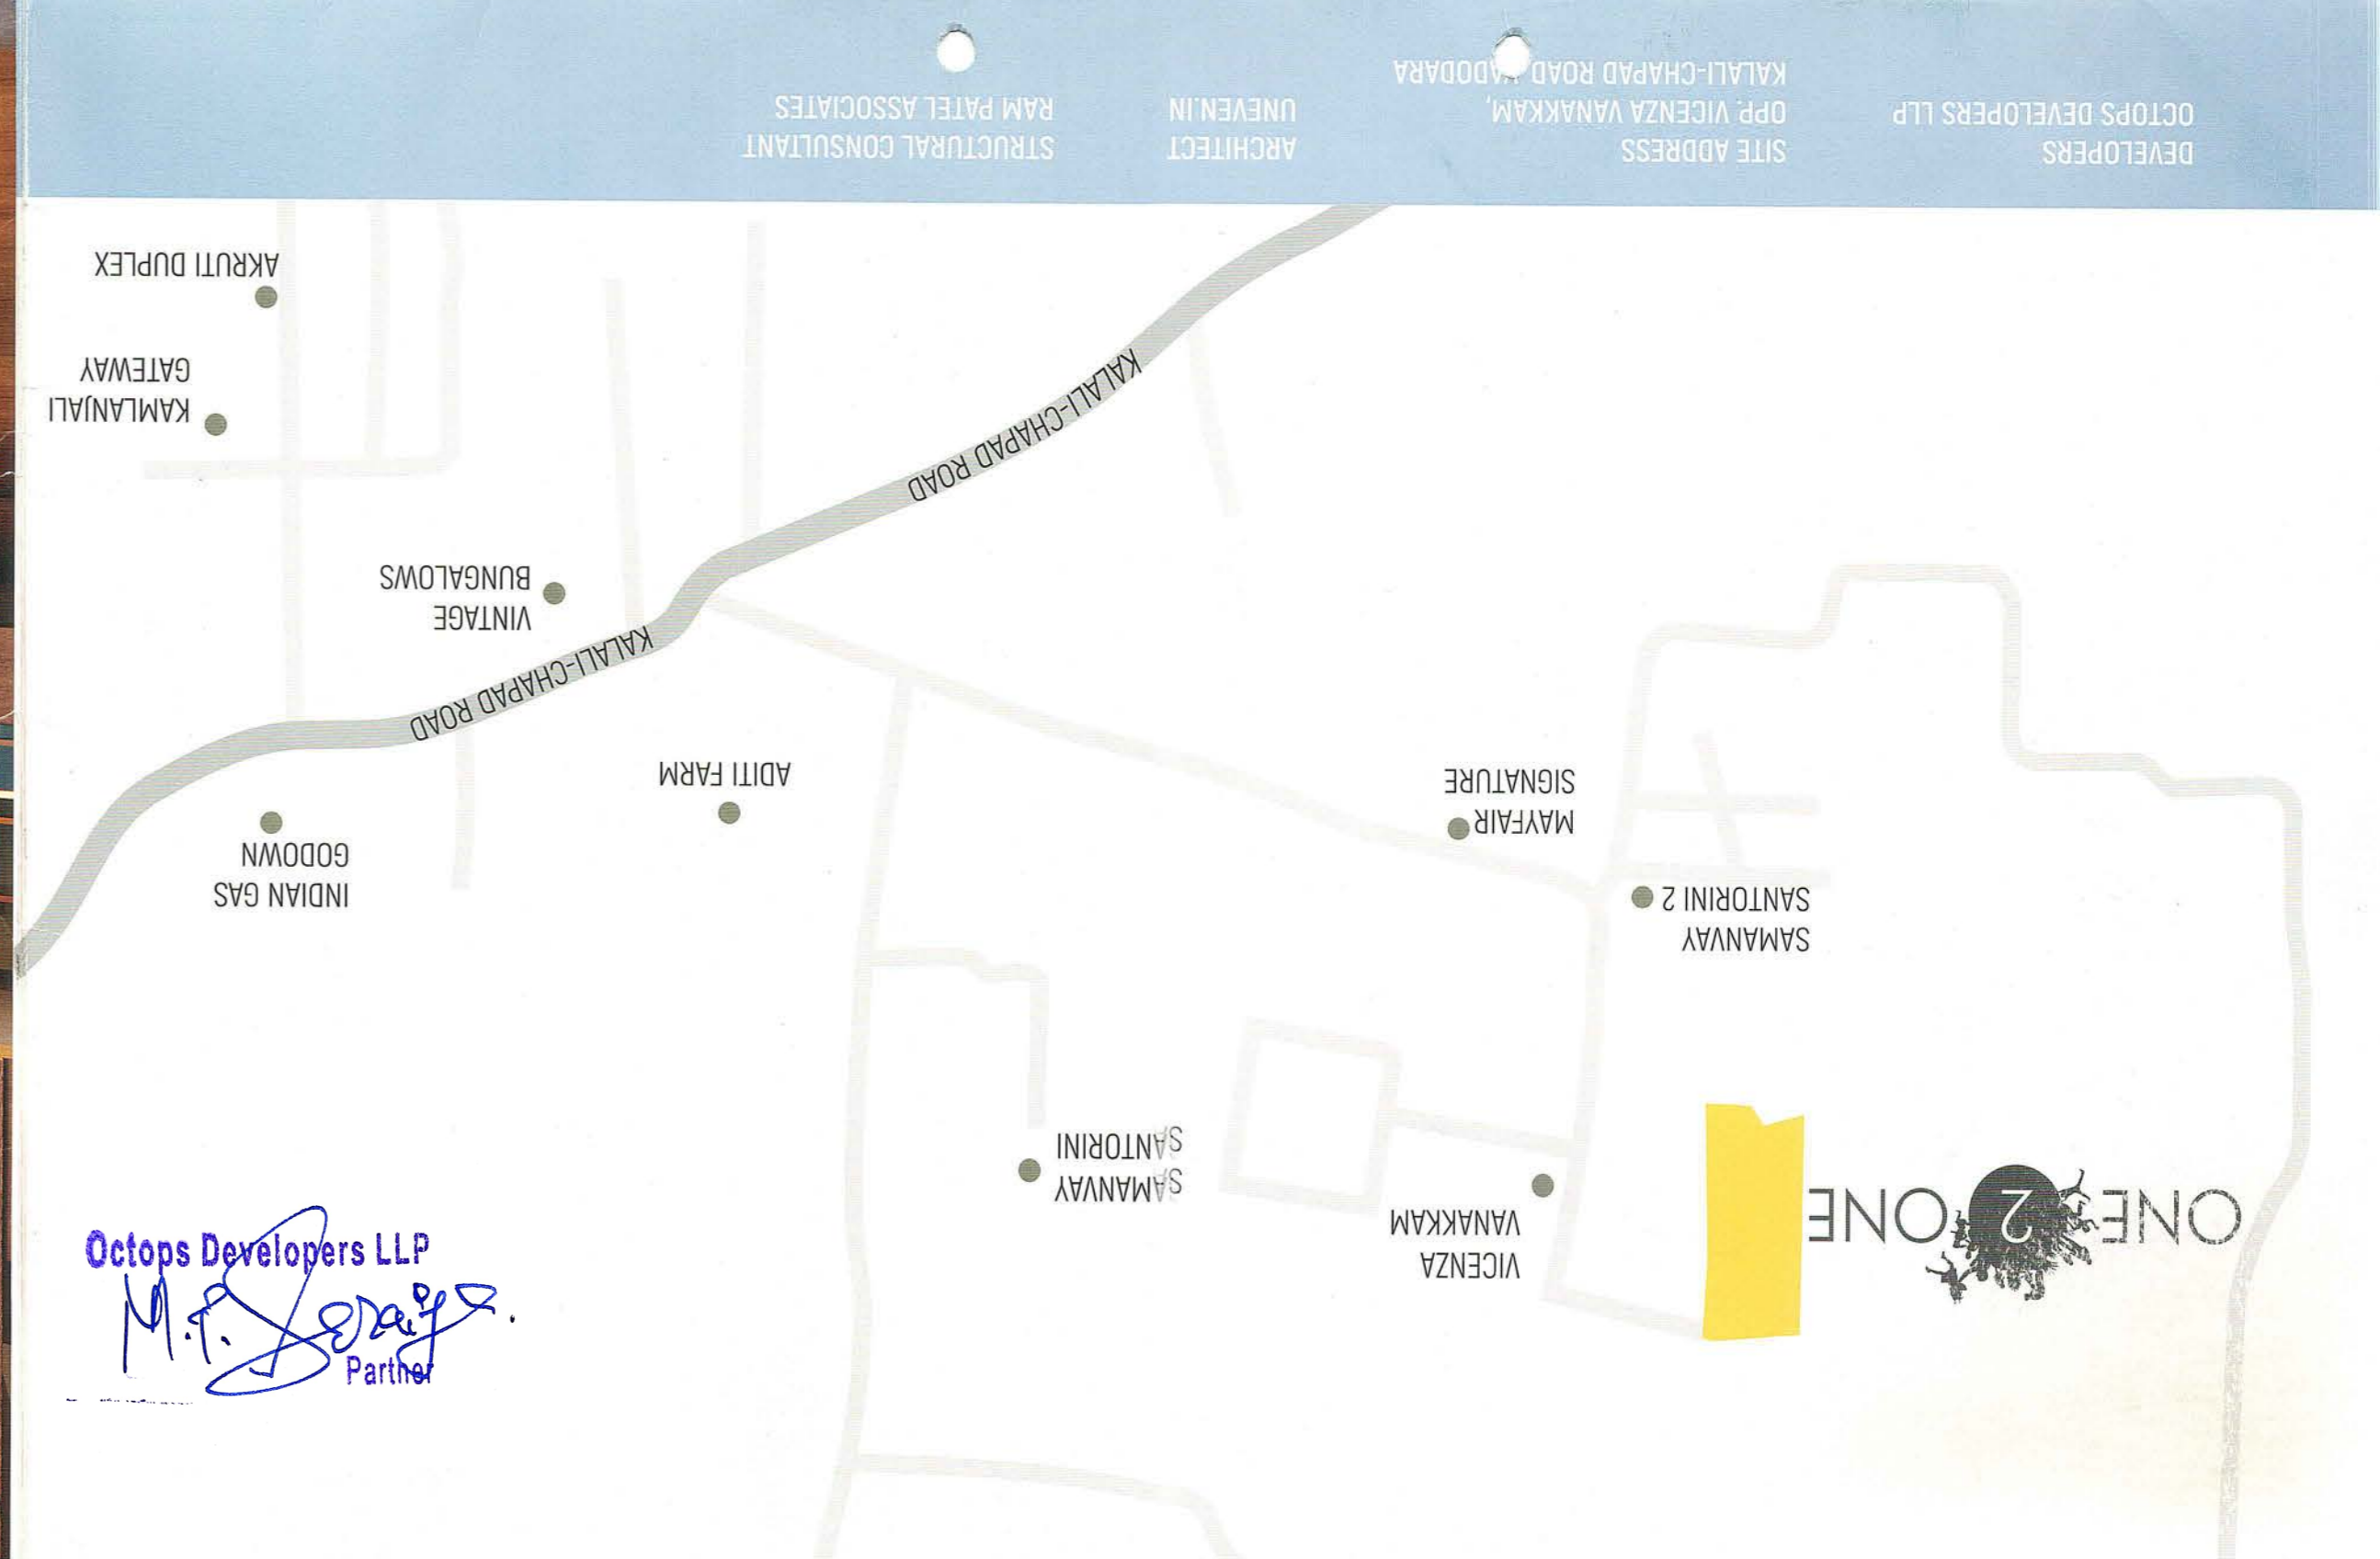 ONE 2 ONE
VICENZA
VANAKKAM
SAMANVAY
SANTORINI
SAMANVAY
SANTORINI 2
MAYFAIR
SIGNATURE
ADITI FARM
INDIAN GAS
GODOWN
KALALI-CHAPAD ROAD
VINTAGE
BUNGALOWS
KALALI-CHAPAD ROAD
KAMLANJALI
GATEWAY
AKRUTI DUPLEX
DEVELOPERS
OCTOPS DEVELOPERS LLP
SITE ADDRESS
OPP. VICENZA VANAKKAM,
KALALI-CHAPAD ROAD VADODARA
ARCHITECT
UNEVEN.IN
STRUCTURAL CONSULTANT
RAM PATEL ASSOCIATES
Octops Developers LLP
Partner